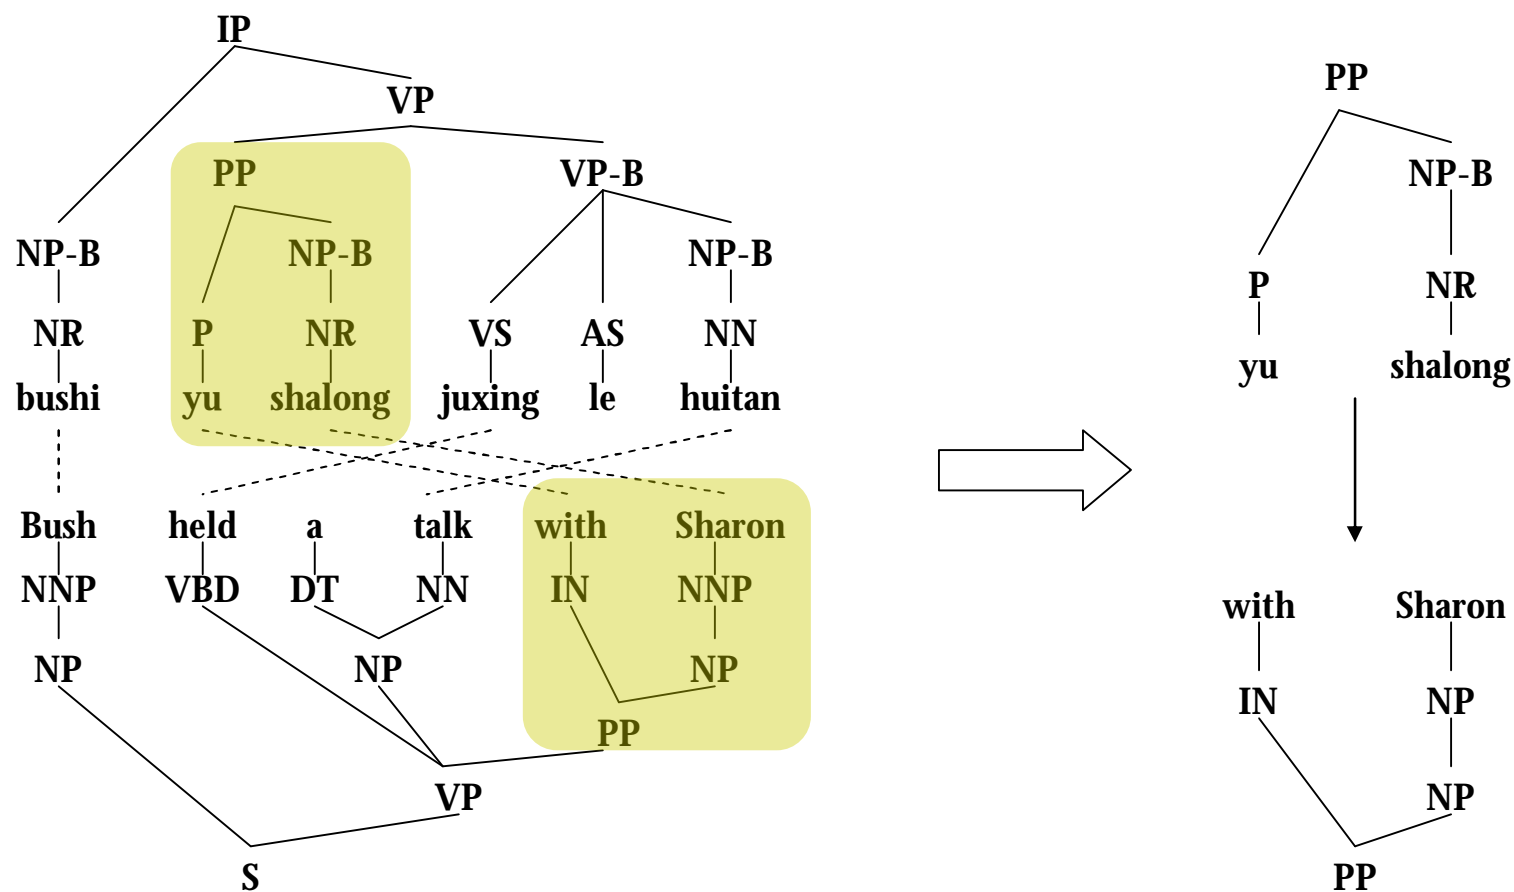 IP
VP
PP VP-B
NP-B NP-B NP-B
NR P NR VS AS NN
bushi yu shalong juxing le huitan
Bush held a talk with Sharon
NNP VBD DT NN IN NNP
NP NP NP
PP
VP
S
PP
NP-B
P NR
yu shalong
with Sharon
IN NP
NP
PP